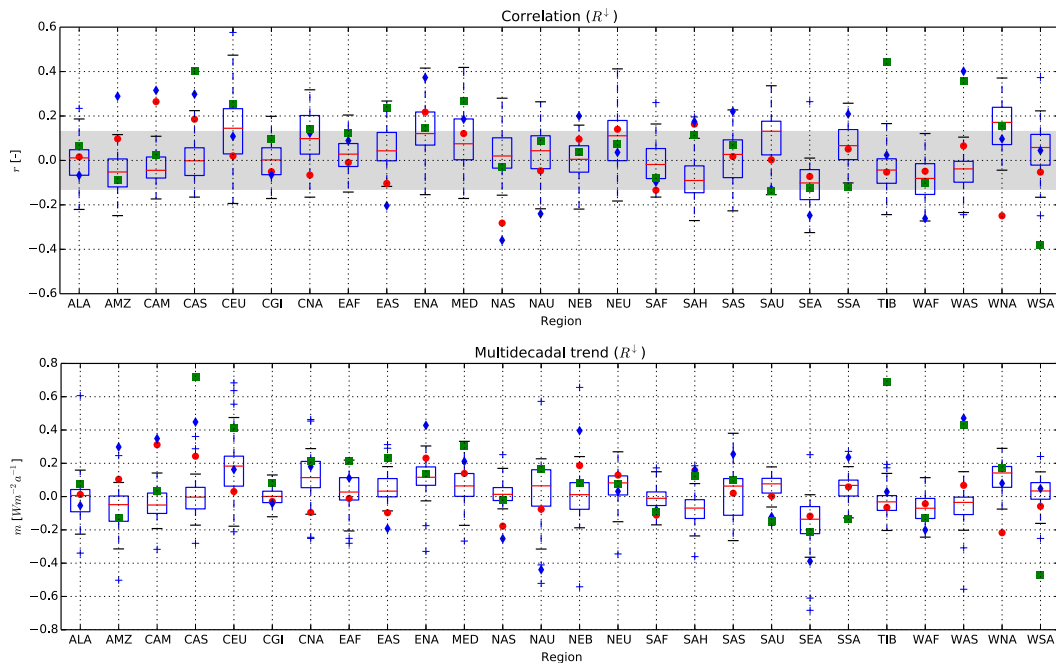 Correlation (R↓)
r [-]
0.6
0.4
0.2
0.0
−0.2
−0.4
−0.6
ALA AMZ CAM CAS CEU CGI CNA EAF EAS ENA MED NAS NAU NEB NEU SAF SAH SAS SAU SEA SSA TIB WAF WAS WNA WSA
Region
Multidecadal trend (R↓)
m [Wm⁻²a⁻¹]
0.8
0.6
0.4
0.2
0.0
−0.2
−0.4
−0.6
−0.8
ALA AMZ CAM CAS CEU CGI CNA EAF EAS ENA MED NAS NAU NEB NEU SAF SAH SAS SAU SEA SSA TIB WAF WAS WNA WSA
Region